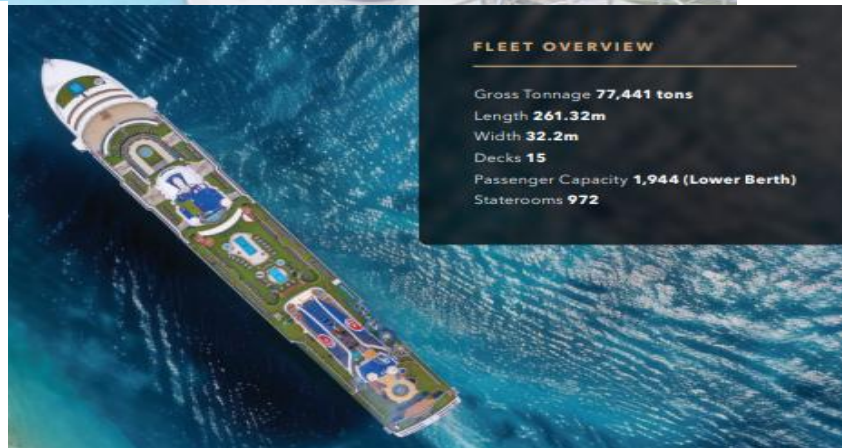 FLEET OVERVIEW
Gross Tonnage 77,441 tons
Length 261.32m
Width 32.2m
Decks 15
Passenger Capacity 1,944 (Lower Berth)
Staterooms 972